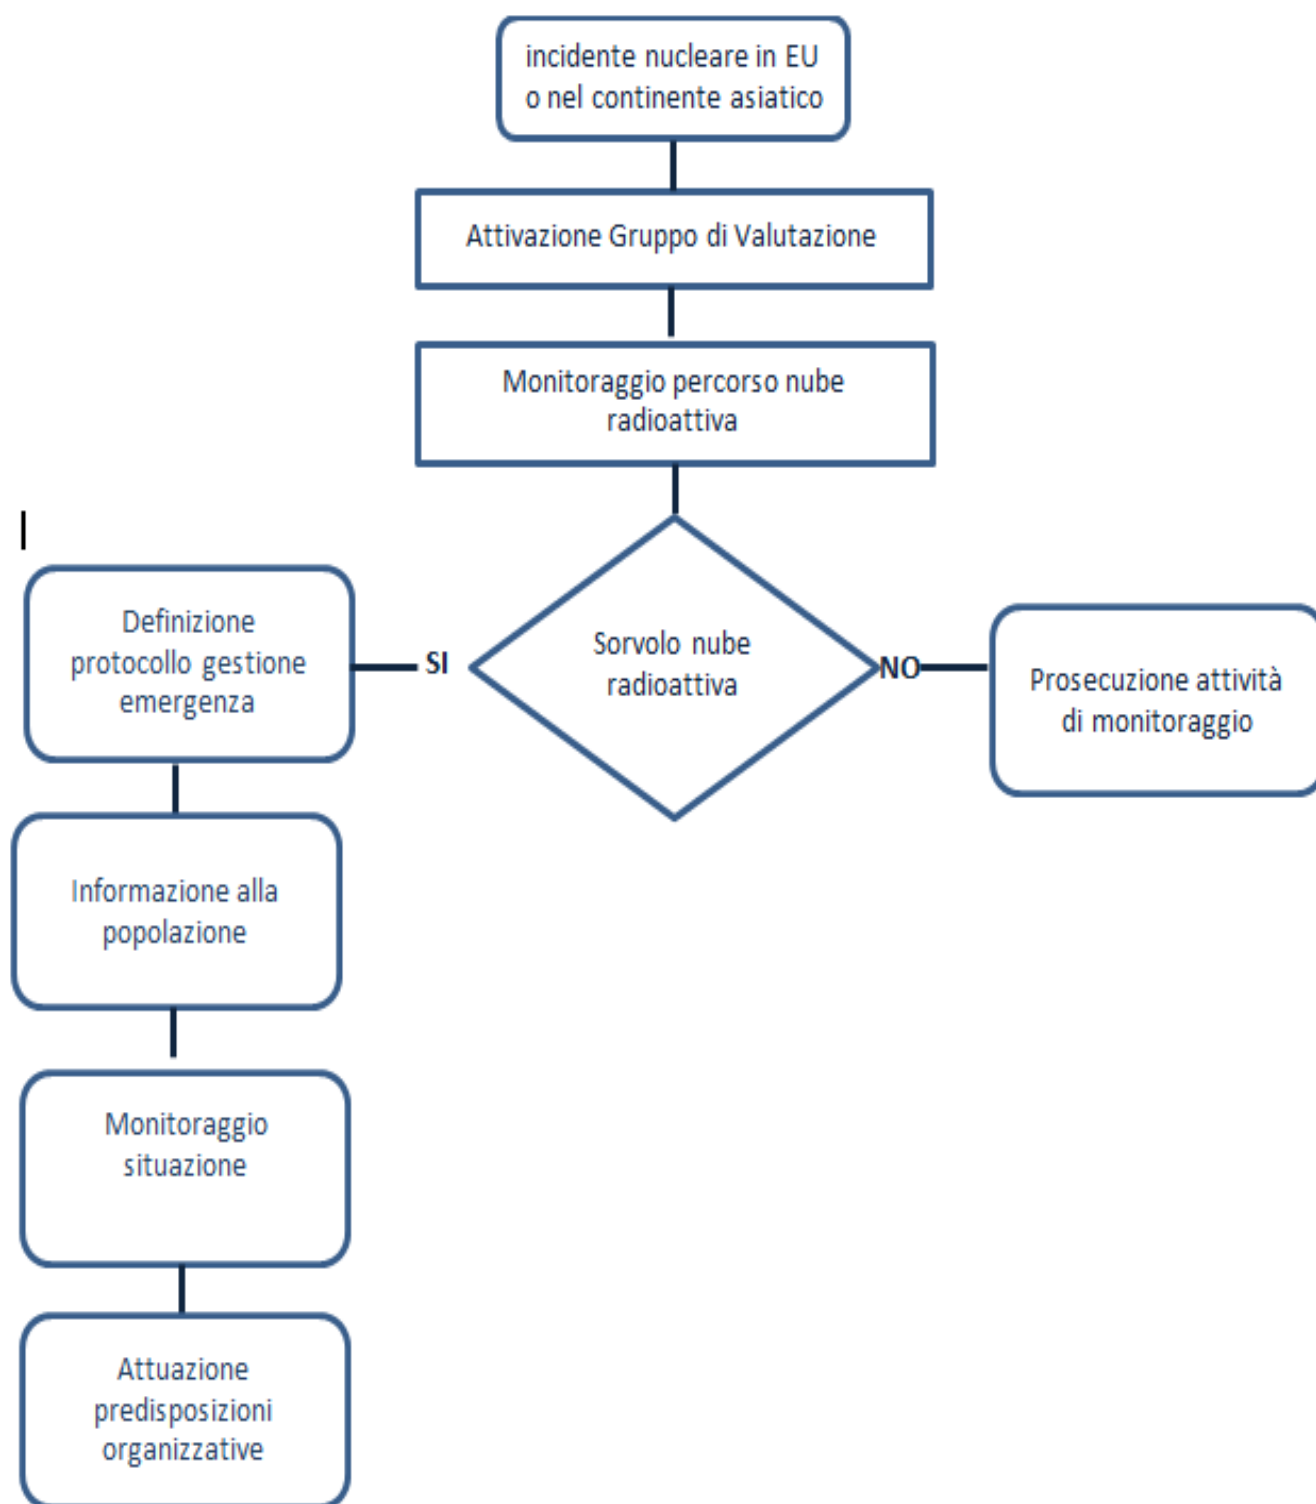 incidente nucleare in EU
o nel continente asiatico
Attivazione Gruppo di Valutazione
Monitoraggio percorso nube
radioattiva
Sorvolo nube
radioattiva
SI
NO
Definizione
protocollo gestione
emergenza
Prosecuzione attività
di monitoraggio
Informazione alla
popolazione
Monitoraggio
situazione
Attuazione
predisposizioni
organizzative